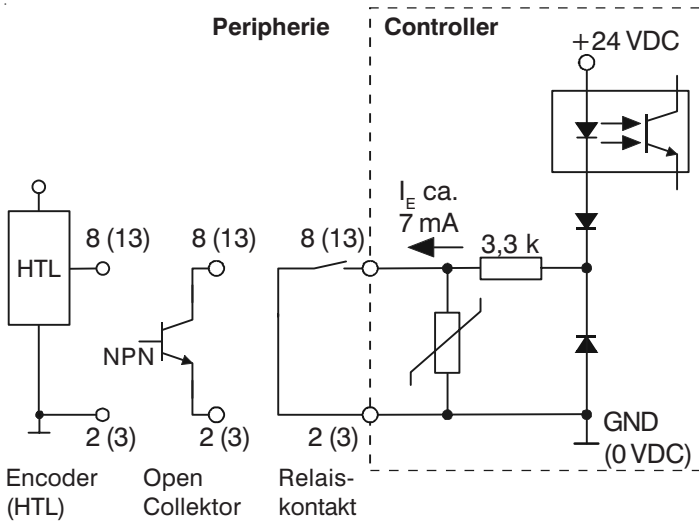 Peripherie
Controller
+24 VDC
I_E ca.
7 mA
3,3 k
8 (13)
8 (13)
8 (13)
HTL
NPN
2 (3)
2 (3)
2 (3)
GND
(0 VDC)
Encoder
(HTL)
Open
Collektor
Relais-
kontakt